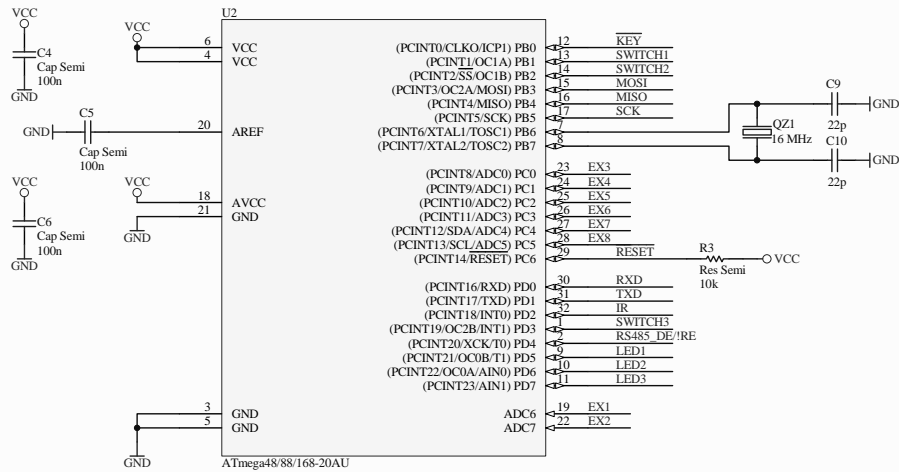 U2
VCC
C4
Cap Semi
100n
GND
VCC
6 VCC
4 VCC
(PCINT0/CLKO/ICP1) PB0 12 KEY
(PCINT1/OC1A) PB1 13 SWITCH1
(PCINT2/SS/OC1B) PB2 14 SWITCH2
(PCINT3/OC2A/MOSI) PB3 15 MOSI
(PCINT4/MISO) PB4 16 MISO
(PCINT5/SCK) PB5 17 SCK
(PCINT6/XTAL1/TOSC1) PB6 7
(PCINT7/XTAL2/TOSC2) PB7 8
C9
22p
GND
QZ1
16 MHz
C10
22p
GND
C5
GND
Cap Semi
100n
20 AREF
VCC
C6
Cap Semi
100n
GND
VCC
18 AVCC
21 GND
GND
(PCINT8/ADC0) PC0 23 EX3
(PCINT9/ADC1) PC1 24 EX4
(PCINT10/ADC2) PC2 25 EX5
(PCINT11/ADC3) PC3 26 EX6
(PCINT12/SDA/ADC4) PC4 27 EX7
(PCINT13/SCL/ADC5) PC5 28 EX8
(PCINT14/RESET) PC6 29 RESET
R3
Res Semi
10k
VCC
(PCINT16/RXD) PD0 30 RXD
(PCINT17/TXD) PD1 31 TXD
(PCINT18/INT0) PD2 32 IR
(PCINT19/OC2B/INT1) PD3 1 SWITCH3
(PCINT20/XCK/T0) PD4 2 RS485_DE/!RE
(PCINT21/OC0B/T1) PD5 9 LED1
(PCINT22/OC0A/AIN0) PD6 10 LED2
(PCINT23/AIN1) PD7 11 LED3
3 GND
5 GND
GND
ADC6 19 EX1
ADC7 22 EX2
ATmega48/88/168-20AU